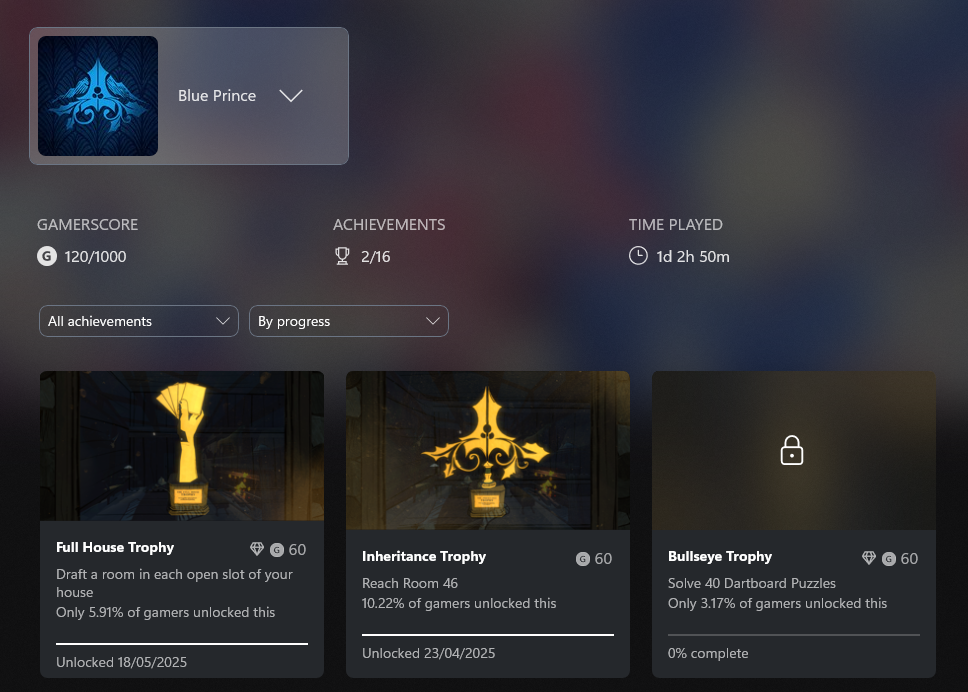 Blue Prince
GAMERSCORE
ACHIEVEMENTS
TIME PLAYED
G 120/1000
2/16
1d 2h 50m
All achievements
By progress
Full House Trophy
G 60
Draft a room in each open slot of your
house
Only 5.91% of gamers unlocked this
Unlocked 18/05/2025
Inheritance Trophy
G 60
Reach Room 46
10.22% of gamers unlocked this
Unlocked 23/04/2025
Bullseye Trophy
G 60
Solve 40 Dartboard Puzzles
Only 3.17% of gamers unlocked this
0% complete